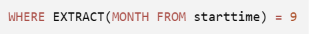 WHERE EXTRACT(MONTH FROM starttime) = 9